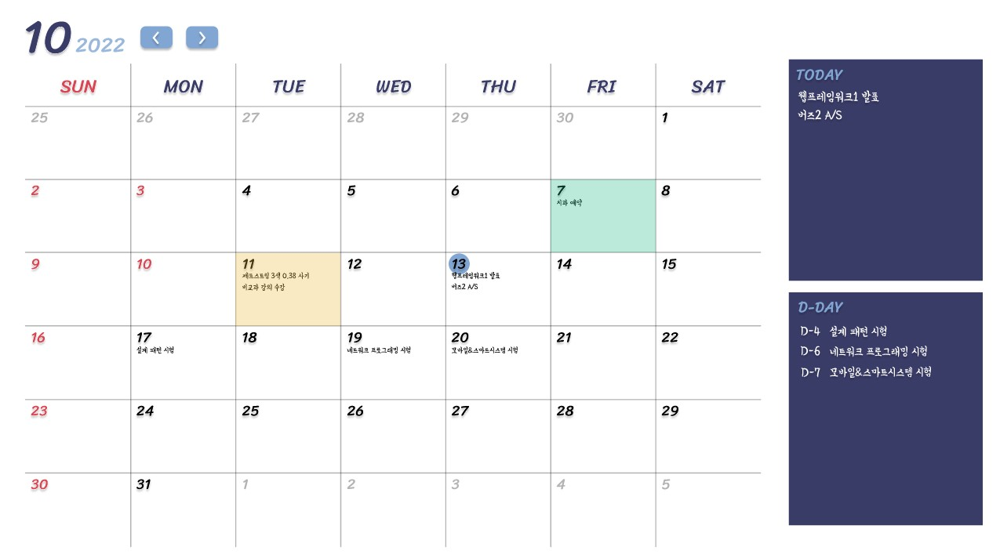 10 2022
SUN MON TUE WED THU FRI SAT
25 26 27 28 29 30 1
2 3 4 5 6 7 8
치과 예약
9 10 11 12 13 14 15
제트스트림 3색 0.38 사기
웹프레임워크1 발표
비교과 강의 수강
버즈2 A/S
16 17 18 19 20 21 22
설계 패턴 시험
네트워크 프로그래밍 시험
모바일&스마트시스템 시험
23 24 25 26 27 28 29
30 31 1 2 3 4 5
TODAY
웹프레임워크1 발표
버즈2 A/S
D-DAY
D-4 설계 패턴 시험
D-6 네트워크 프로그래밍 시험
D-7 모바일&스마트시스템 시험